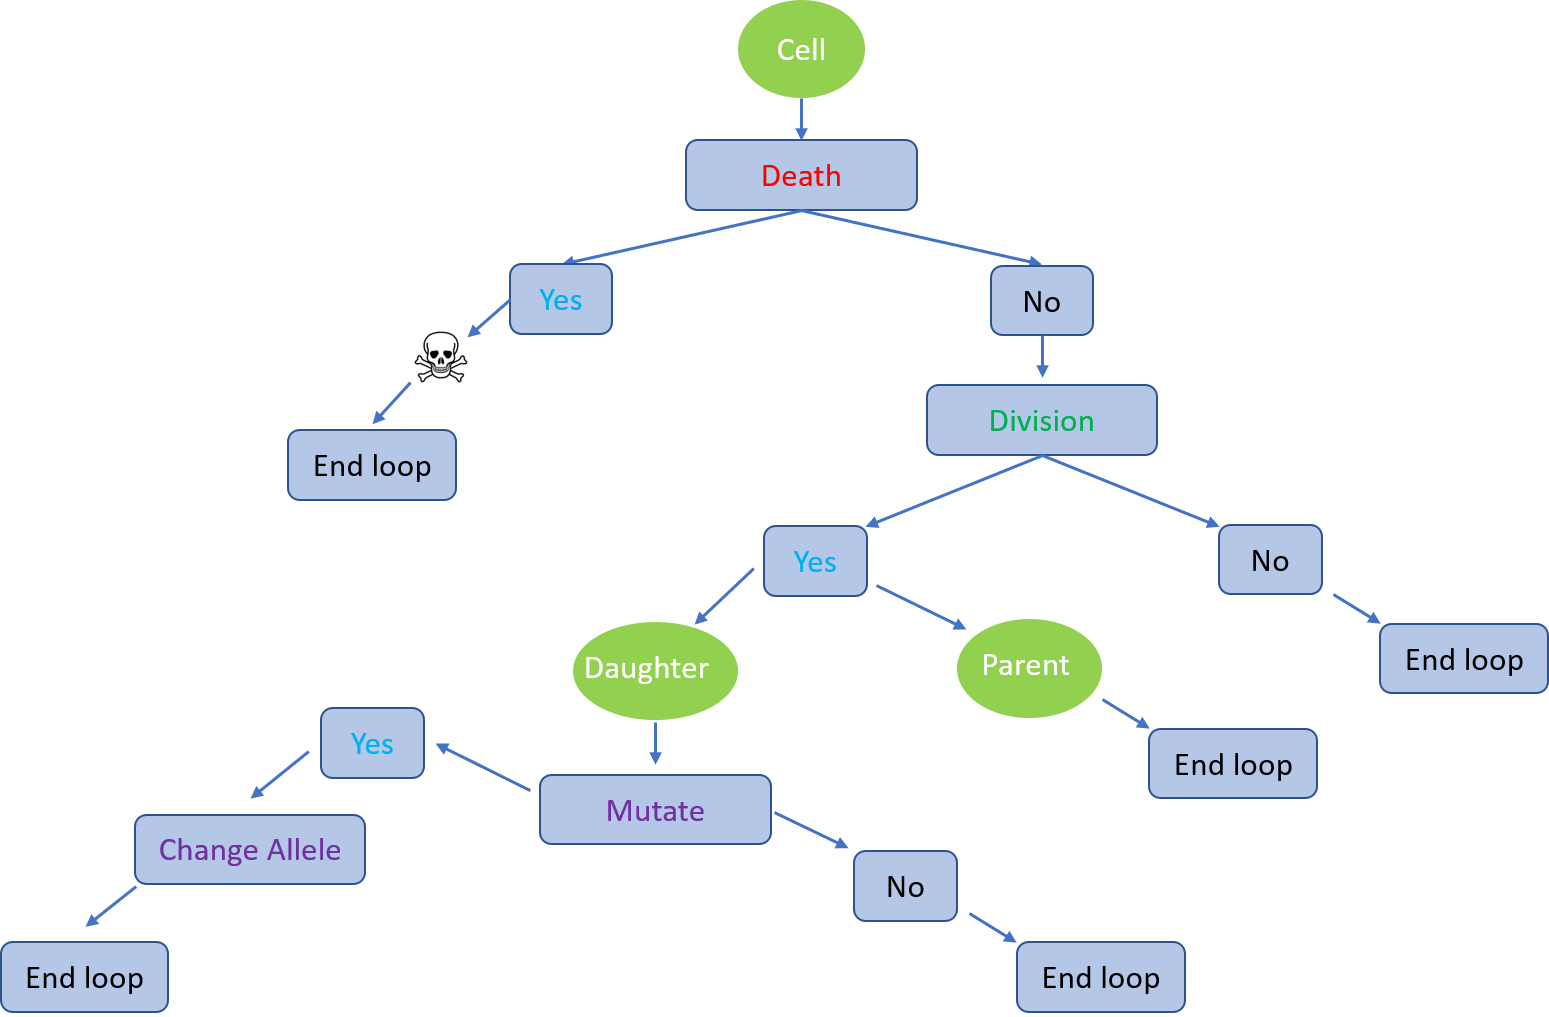 Cell
Death
Yes
No
Division
End loop
Yes
No
Daughter
Parent
End loop
Yes
End loop
Mutate
Change Allele
No
End loop
End loop